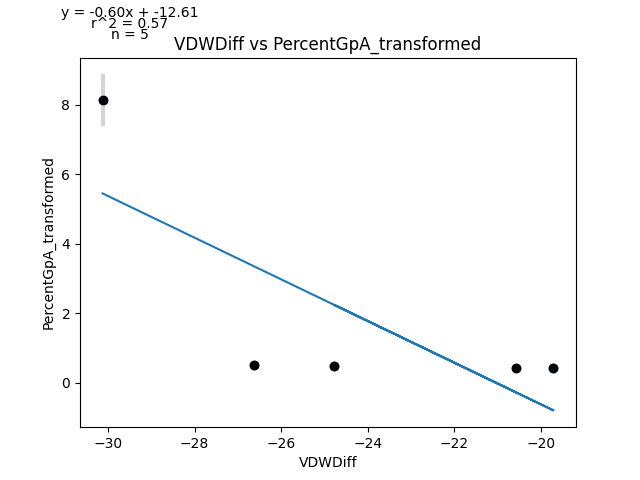 y = -0.60x + -12.61
r^2 = 0.57
n = 5
VDWDiff vs PercentGpA_transformed
PercentGpA_transformed
8
6
4
2
0
−30
−28
−26
−24
−22
−20
VDWDiff